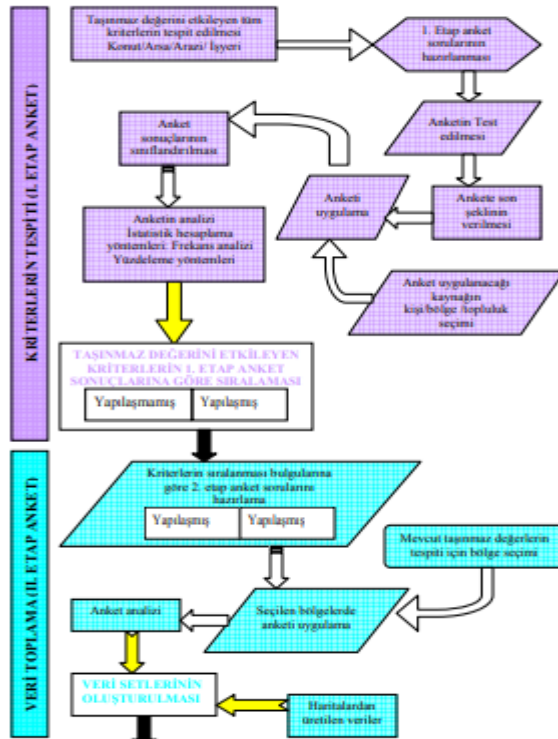 KRİTERLERİN TESPİTİ (I. ETAP ANKET)
Taşınmaz değerini etkileyen tüm
kriterlerin tespit edilmesi
Konut/Arsa/Arazi/ İşyeri
1. Etap anket
sorularının
hazırlanması
Anketin Test
edilmesi
Ankete son
şeklinin
verilmesi
Anket uygulanacağı
kaynağın
kişi/bölge /topluluk
seçimi
Anketi
uygulama
Anket
sonuçlarının
sınıflandırılması
Anketin analizi
İstatistik hesaplama
yöntemleri: Frekans analizi
Yüzdeleme yöntemleri
TAŞINMAZ DEĞERİNİ ETKİLEYEN
KRİTERLERİN 1. ETAP ANKET
SONUÇLARINA GÖRE SIRALAMASI
Yapılaşmamış
Yapılaşmış
VERİ TOPLAMA (II. ETAP ANKET)
Kriterlerin sıralanması bulgularına
göre 2. etap anket sorularını
hazırlama
Yapılaşmış
Yapılaşmış
Mevcut taşınmaz değerlerin
tespiti için bölge seçimi
Seçilen bölgelerde
anketi uygulama
Anket analizi
VERİ SETLERİNİN
OLUŞTURULMASI
Haritalardan
üretilen veriler